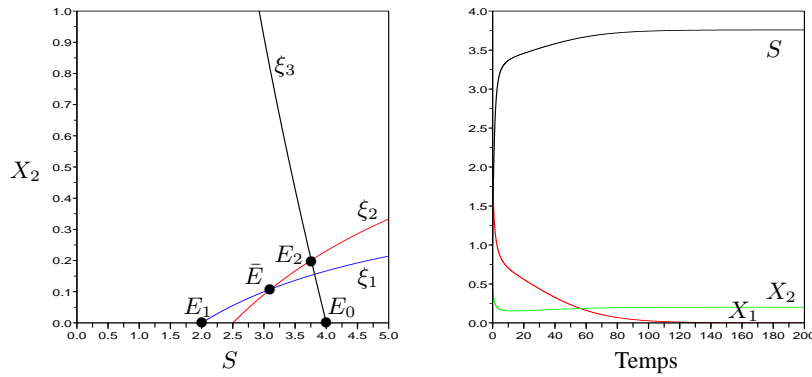 1.0
0.9
0.8
0.7
0.6
0.5
0.4
0.3
0.2
0.1
0.0
X₂
ξ₃
ξ₂
ξ₁
E₂
Ē
E₁
E₀
0.0 0.5 1.0 1.5 2.0 2.5 3.0 3.5 4.0 4.5 5.0
S
4.0
3.5
3.0
2.5
2.0
1.5
1.0
0.5
0.0
S
X₂
X₁
0 20 40 60 80 100 120 140 160 180 200
Temps